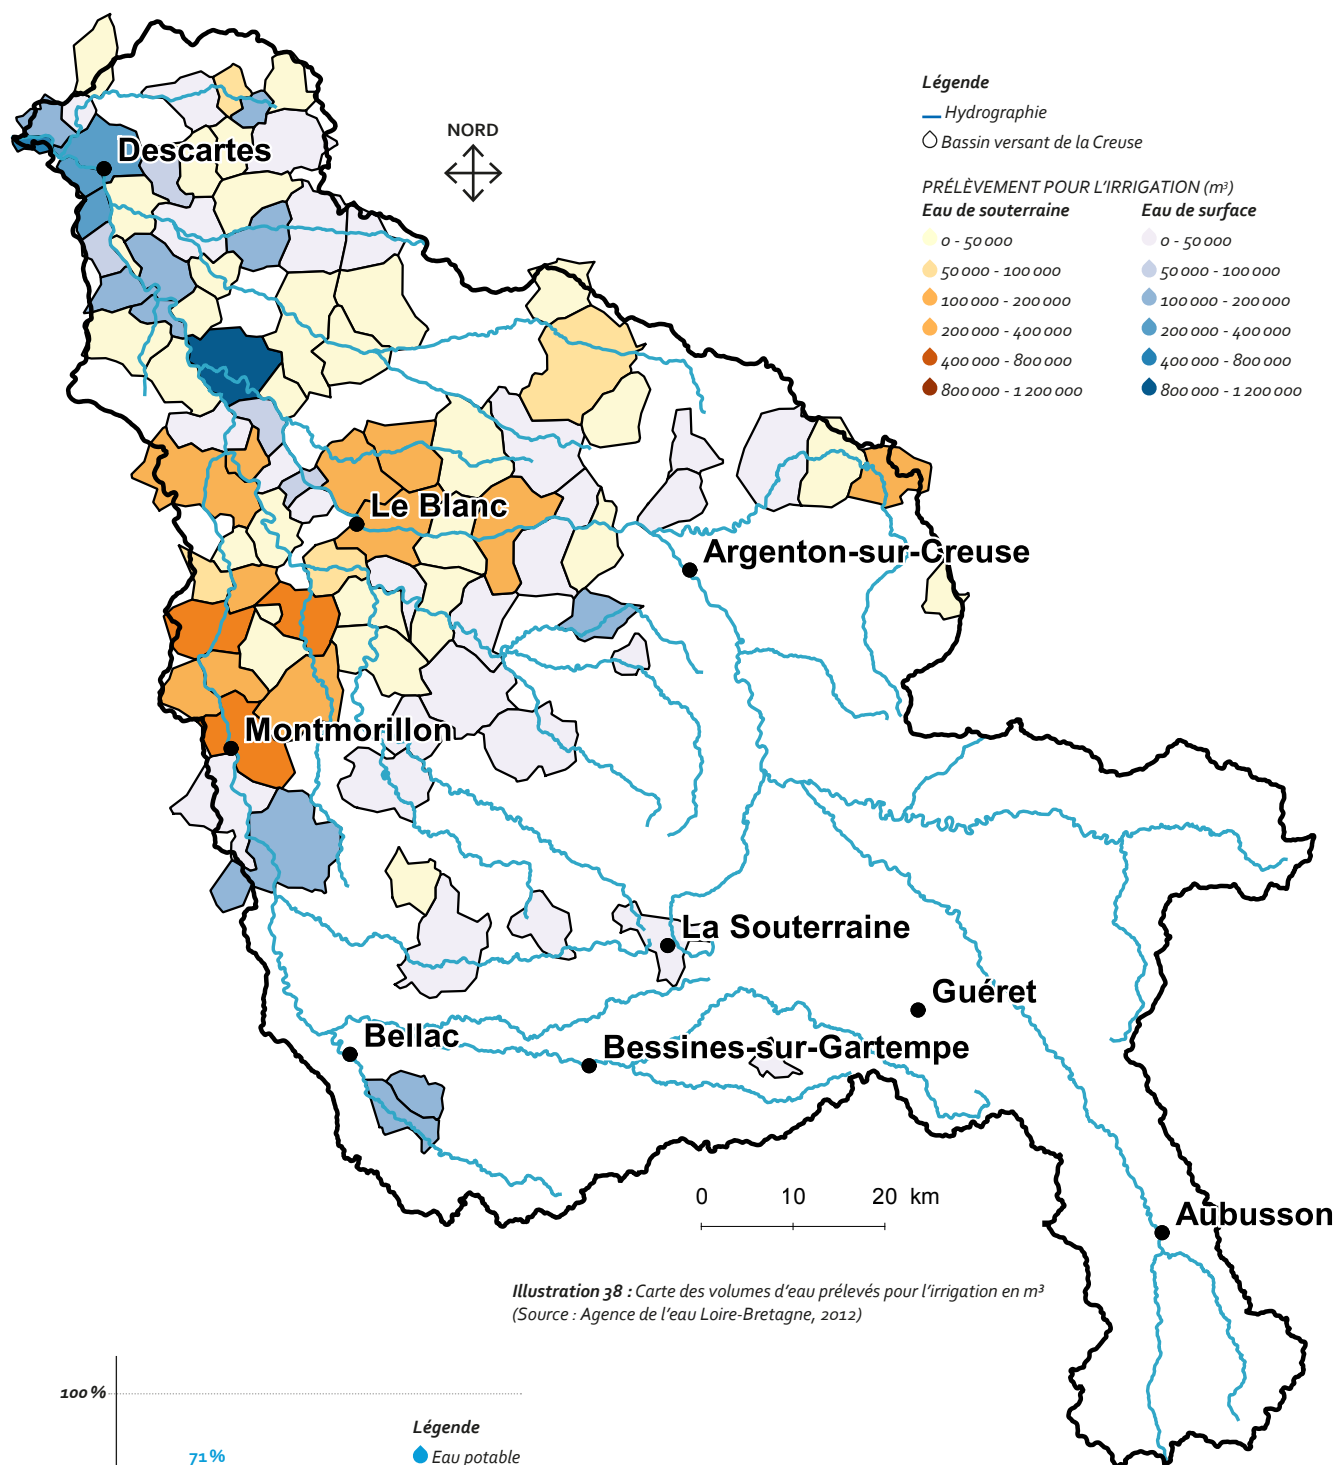 Légende
Hydrographie
Bassin versant de la Creuse
NORD
PRÉLÈVEMENT POUR L'IRRIGATION (m³)
Eau de souterraine
Eau de surface
0 - 50 000
0 - 50 000
50 000 - 100 000
50 000 - 100 000
100 000 - 200 000
100 000 - 200 000
200 000 - 400 000
200 000 - 400 000
400 000 - 800 000
400 000 - 800 000
800 000 - 1 200 000
800 000 - 1 200 000
Descartes
Le Blanc
Argenton-sur-Creuse
Montmorillon
La Souterraine
Guéret
Bellac
Bessines-sur-Gartempe
Aubusson
0 10 20 km
Illustration 38 : Carte des volumes d'eau prélevés pour l'irrigation en m³
(Source : Agence de l'eau Loire-Bretagne, 2012)
100 %
Légende
71 %
Eau potable